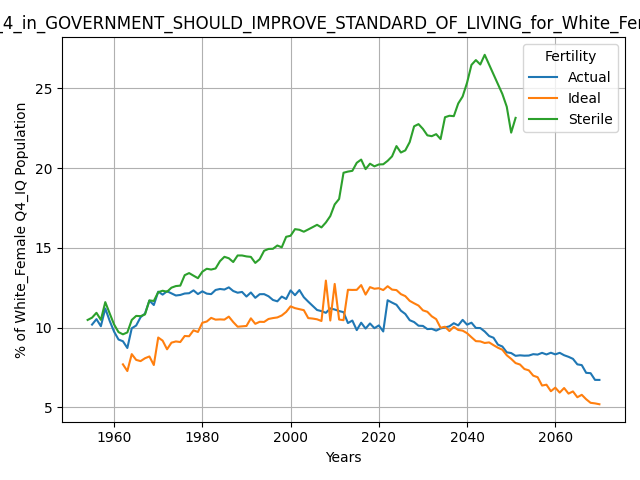 _4_in_GOVERNMENT_SHOULD_IMPROVE_STANDARD_OF_LIVING_for_White_Fe
Fertility
Actual
Ideal
Sterile
25
20
15
10
5
% of White_Female Q4_IQ Population
1960
1980
2000
2020
2040
2060
Years